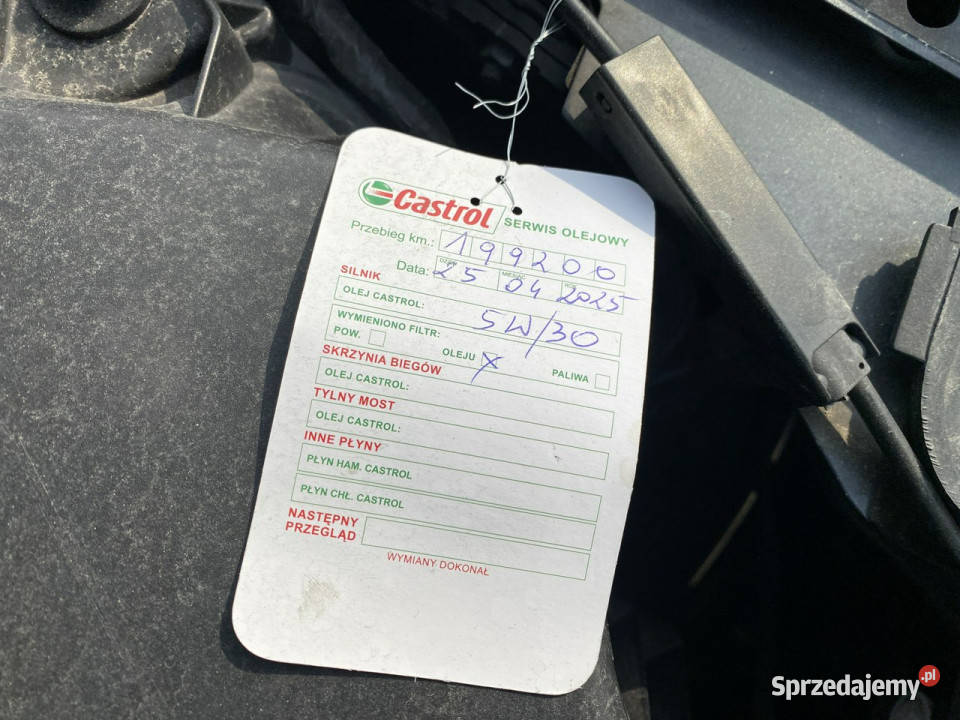 Castrol SERWIS OLEJOWY
Przebieg km.: 199200
Data: 25 04 2025
SILNIK
OLEJ CASTROL: 5W/30
WYMIENIONO FILTR:
POW. OLEJU X PALIWA
SKRZYNIA BIEGÓW
OLEJ CASTROL:
TYLNY MOST
OLEJ CASTROL:
INNE PŁYNY
PŁYN HAM. CASTROL
PŁYN CHŁ. CASTROL
NASTĘPNY
PRZEGLĄD
WYMIANY DOKONAŁ
Sprzedajemy.pl